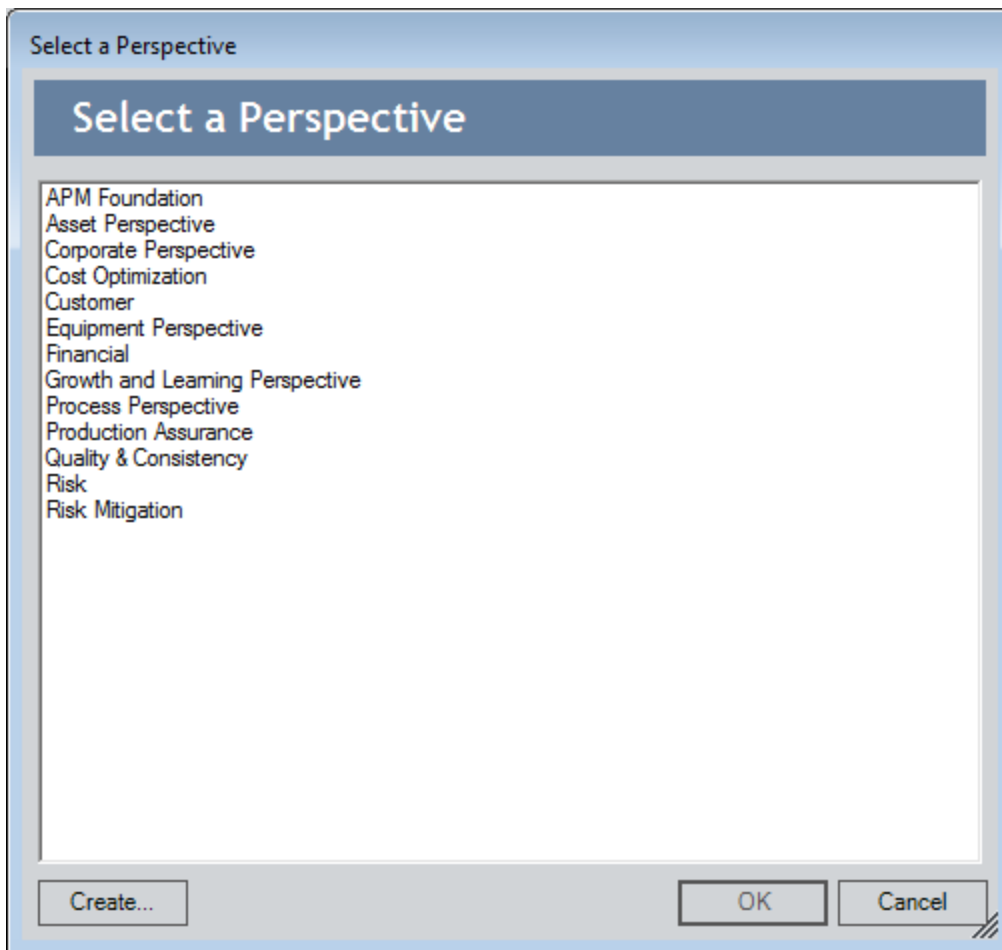 Select a Perspective
Select a Perspective
APM Foundation
Asset Perspective
Corporate Perspective
Cost Optimization
Customer
Equipment Perspective
Financial
Growth and Learning Perspective
Process Perspective
Production Assurance
Quality & Consistency
Risk
Risk Mitigation
Create...
OK
Cancel